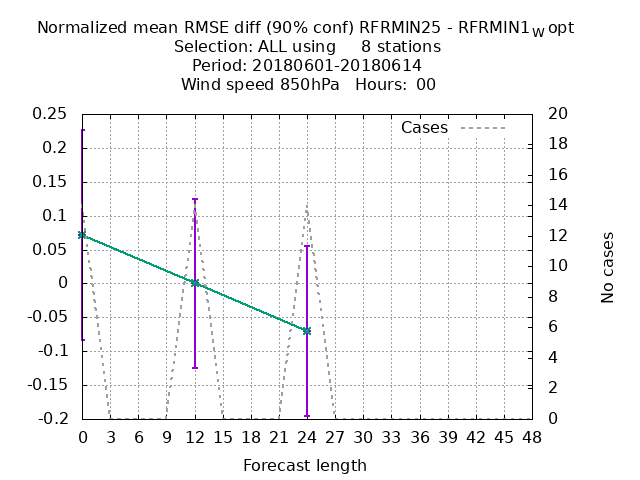 Normalized mean RMSE diff (90% conf) RFRMIN25 - RFRMIN1w opt
Selection: ALL using 8 stations
Period: 20180601-20180614
Wind speed 850hPa Hours: 00
Cases
0.25
0.2
0.15
0.1
0.05
0
-0.05
-0.1
-0.15
-0.2
20
18
16
14
12
10
8
6
4
2
0
No cases
0 3 6 9 12 15 18 21 24 27 30 33 36 39 42 45 48
Forecast length